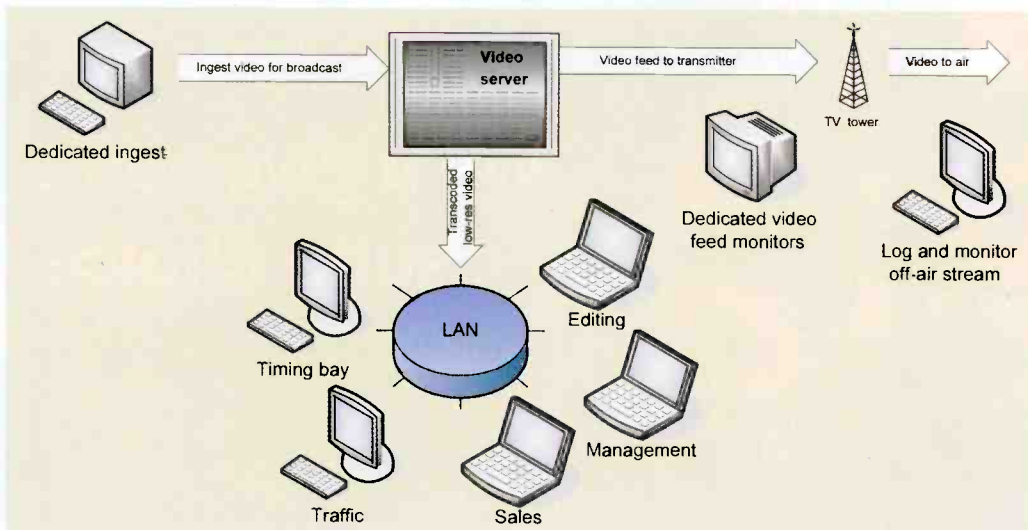 Ingest video for broadcast
Video
server
Video feed to transmitter
Video to air
TV tower
Dedicated ingest
Transcoded
low-res video
Dedicated video
feed monitors
Log and monitor
off-air stream
LAN
Editing
Timing bay
Management
Traffic
Sales